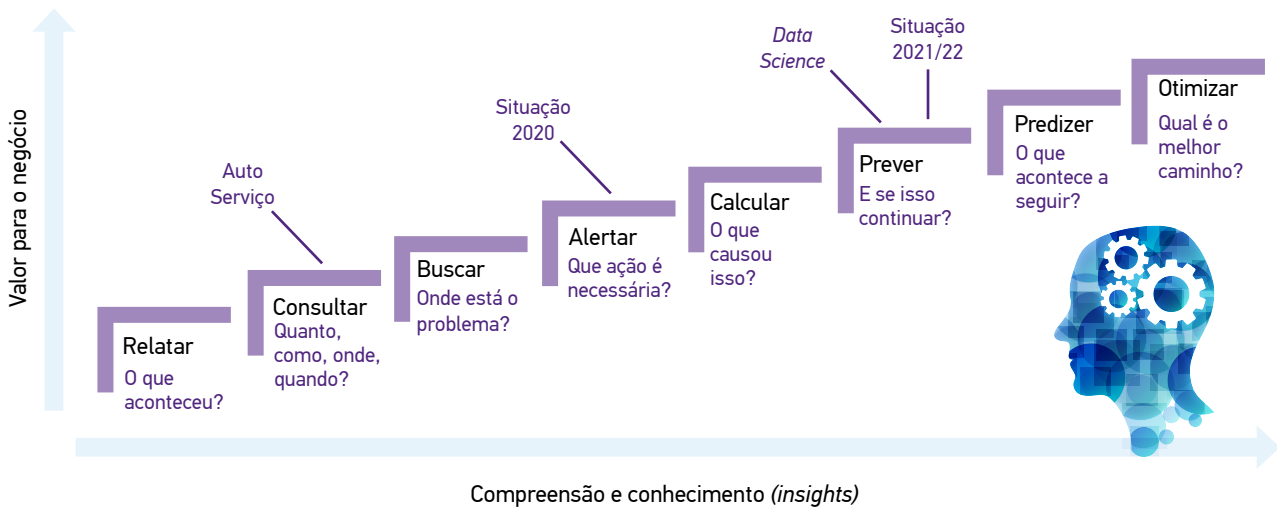 Valor para o negócio
Relatar
O que
aconteceu?
Auto
Serviço
Consultar
Quanto,
como, onde,
quando?
Buscar
Onde está o
problema?
Situação
2020
Alertar
Que ação é
necessária?
Calcular
O que
causou
isso?
Data
Science
Situação
2021/22
Prever
E se isso
continuar?
Predizer
O que
acontece a
seguir?
Otimizar
Qual é o
melhor
caminho?
Compreensão e conhecimento (insights)